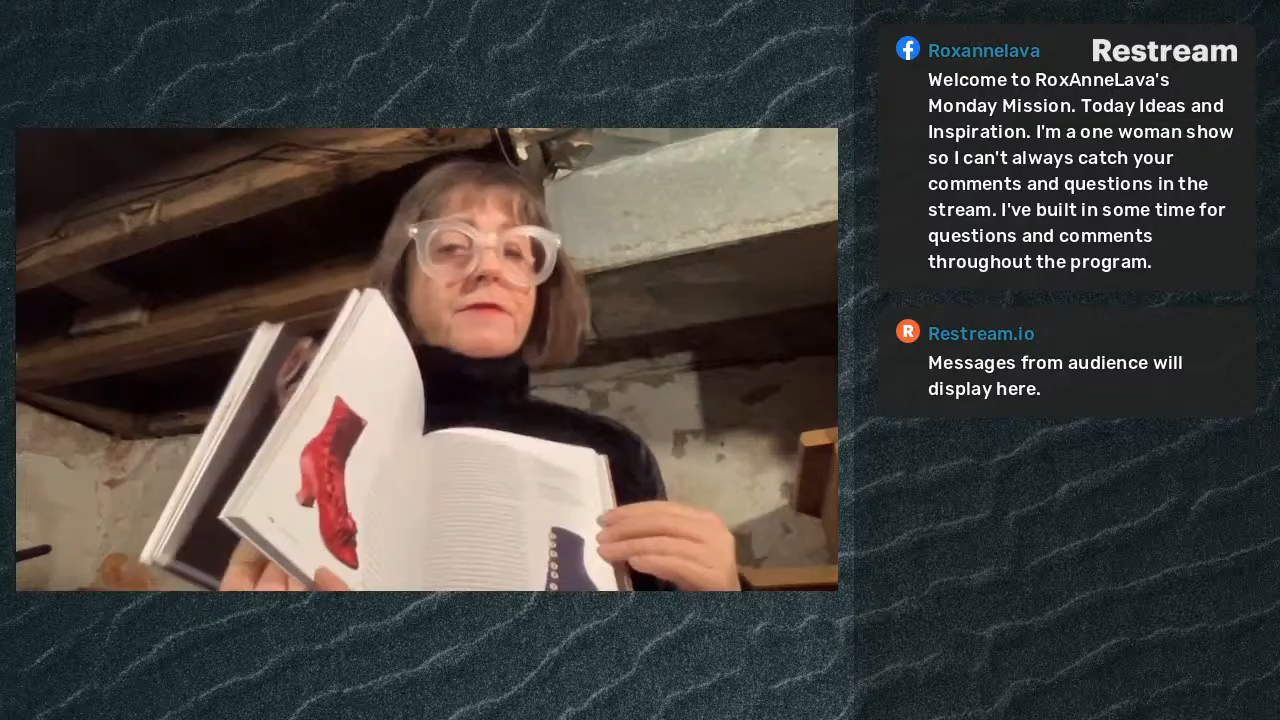 Roxannelava
Restream
Welcome to RoxAnneLava's
Monday Mission. Today Ideas and
Inspiration. I'm a one woman show
so I can't always catch your
comments and questions in the
stream. I've built in some time for
questions and comments
throughout the program.
Restream.io
Messages from audience will
display here.